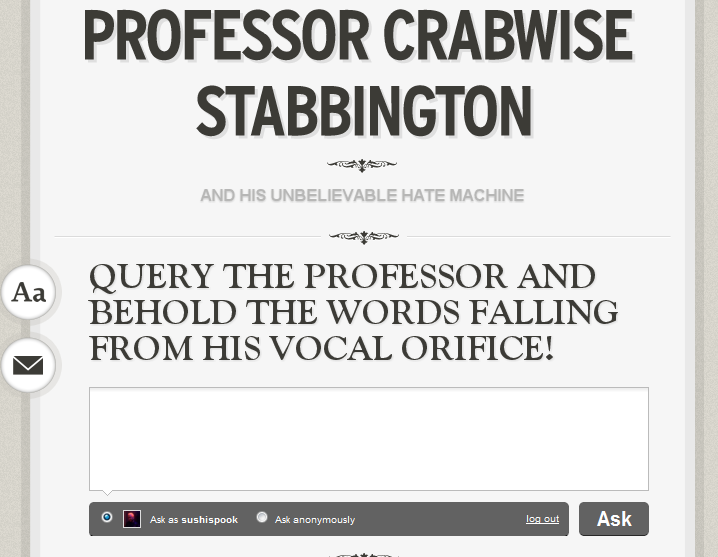 PROFESSOR CRABWISE
STABBINGTON
AND HIS UNBELIEVABLE HATE MACHINE
Aa
QUERY THE PROFESSOR AND
BEHOLD THE WORDS FALLING
FROM HIS VOCAL ORIFICE!
Ask as sushispook Ask anonymously log out Ask